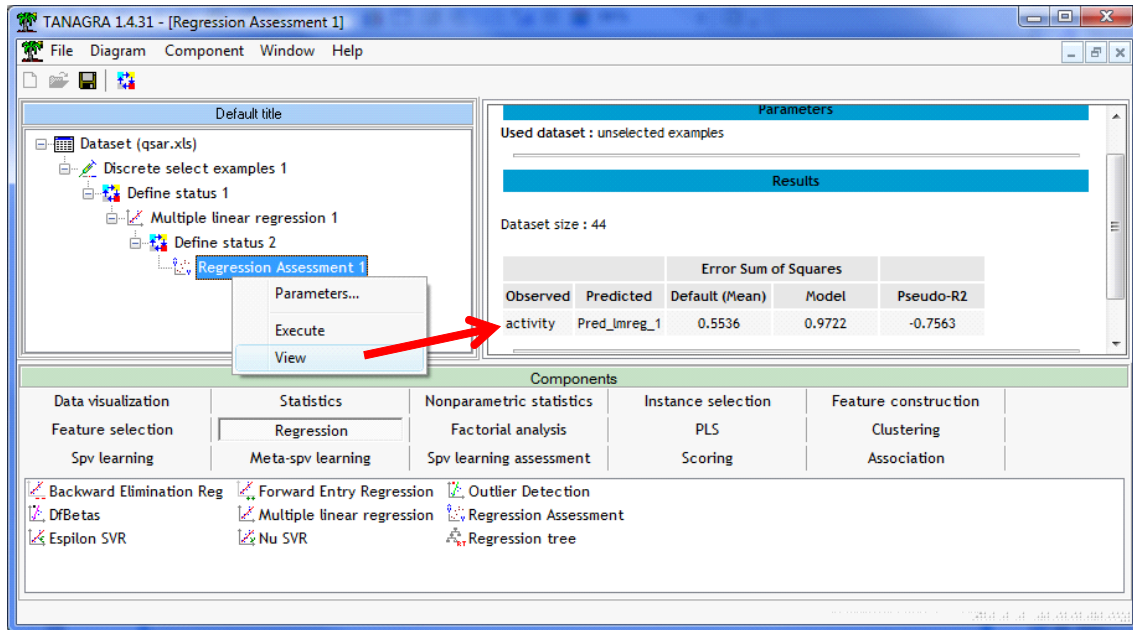 TANAGRA 1.4.31 - [Regression Assessment 1]
File Diagram Component Window Help
Default title
Dataset (qsar.xls)
Discrete select examples 1
Define status 1
Multiple linear regression 1
Define status 2
Regression Assessment 1
Parameters...
Execute
View
Parameters
Used dataset : unselected examples
Results
Dataset size : 44
Error Sum of Squares
Observed Predicted Default (Mean) Model Pseudo-R2
activity Pred_lmreg_1 0.5536 0.9722 -0.7563
Components
Data visualization Statistics Nonparametric statistics Instance selection Feature construction
Feature selection Regression Factorial analysis PLS Clustering
Spv learning Meta-spv learning Spv learning assessment Scoring Association
Backward Elimination Reg Forward Entry Regression Outlier Detection
DfBetas Multiple linear regression Regression Assessment
Espilon SVR Nu SVR Regression tree